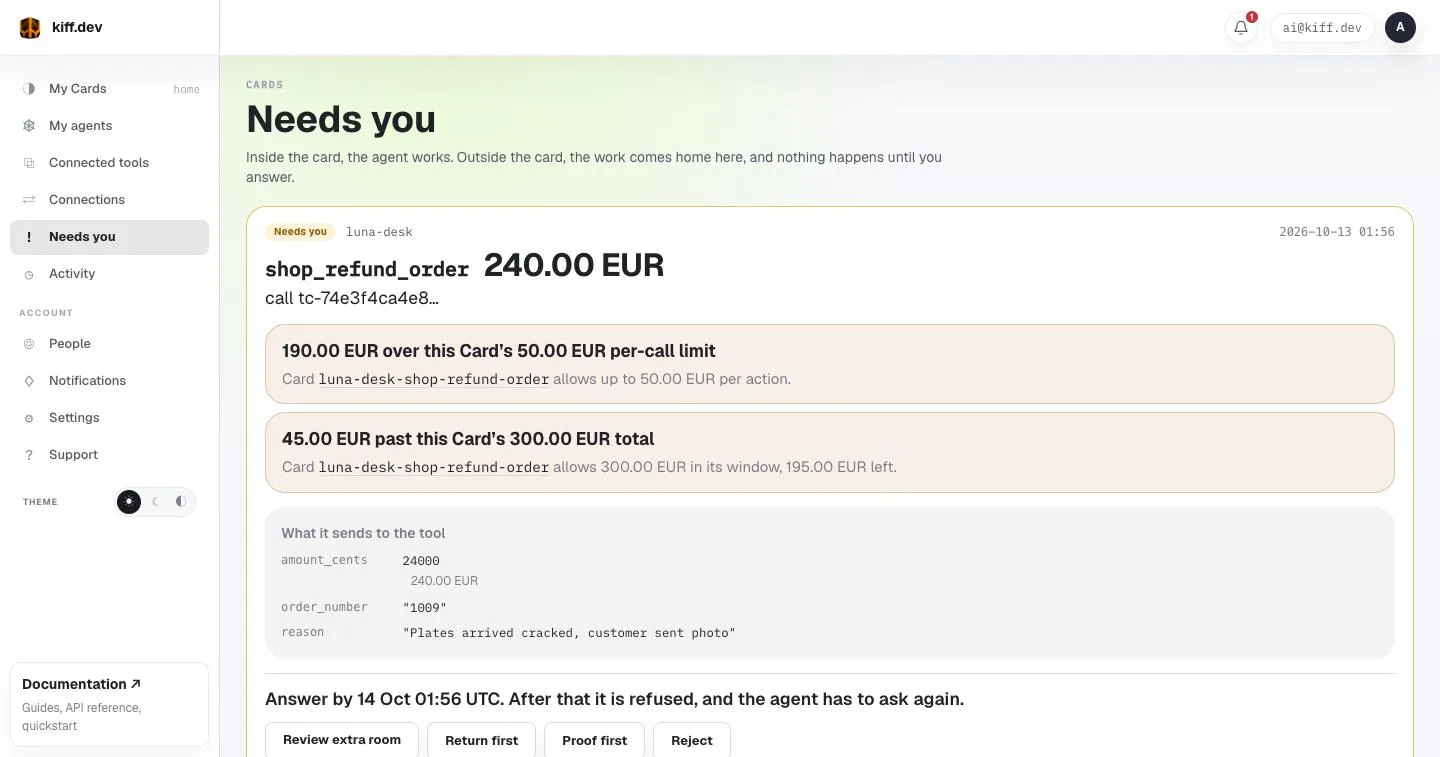 kiff.dev
1
ai@kiff.dev
A
My Cards
home
My agents
Connected tools
Connections
! Needs you
Activity
ACCOUNT
People
Notifications
Settings
? Support
THEME
Documentation ↗
Guides, API reference,
quickstart
CARDS
Needs you
Inside the card, the agent works. Outside the card, the work comes home here, and nothing happens until you
answer.
Needs you luna-desk 2026-10-13 01:56
shop_refund_order 240.00 EUR
call tc-74e3f4ca4e8…
190.00 EUR over this Card’s 50.00 EUR per-call limit
Card luna-desk-shop-refund-order allows up to 50.00 EUR per action.
45.00 EUR past this Card’s 300.00 EUR total
Card luna-desk-shop-refund-order allows 300.00 EUR in its window, 195.00 EUR left.
What it sends to the tool
amount_cents 24000
240.00 EUR
order_number "1009"
reason "Plates arrived cracked, customer sent photo"
Answer by 14 Oct 01:56 UTC. After that it is refused, and the agent has to ask again.
Review extra room Return first Proof first Reject